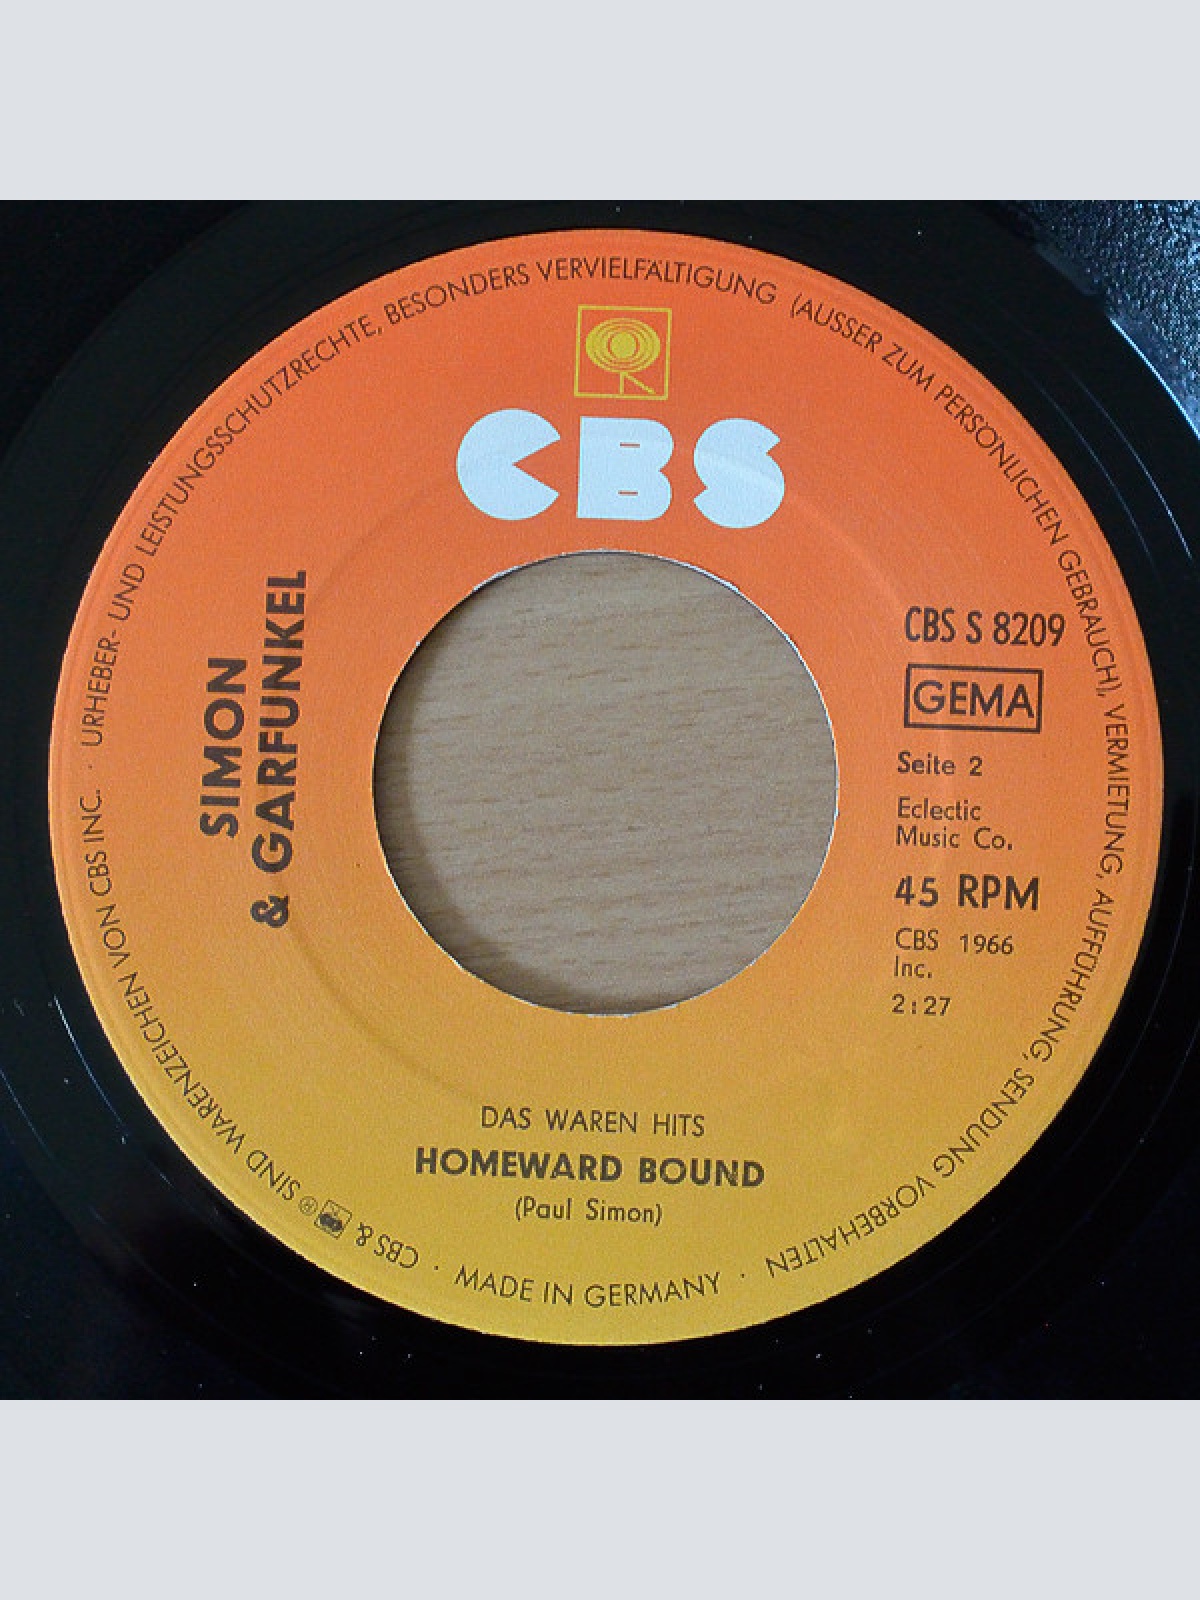 URHEBER- UND LEISTUNGSSCHUTZRECHTE, BESONDERS VERVIELFÄLTIGUNG (AUSSER ZUM PERSÖNLICHEN GEBRAUCH), VERMIETUNG, AUFFÜHRUNG, SENDUNG VORBEHALTEN
CBS
SIMON
& GARFUNKEL
CBS S 8209
GEMA
Seite 2
Eclectic
Music Co.
45 RPM
CBS 1966
Inc.
2:27
DAS WAREN HITS
HOMEWARD BOUND
(Paul Simon)
· MADE IN GERMANY ·
CBS & ® SIND WARENZEICHEN VON CBS INC. ·